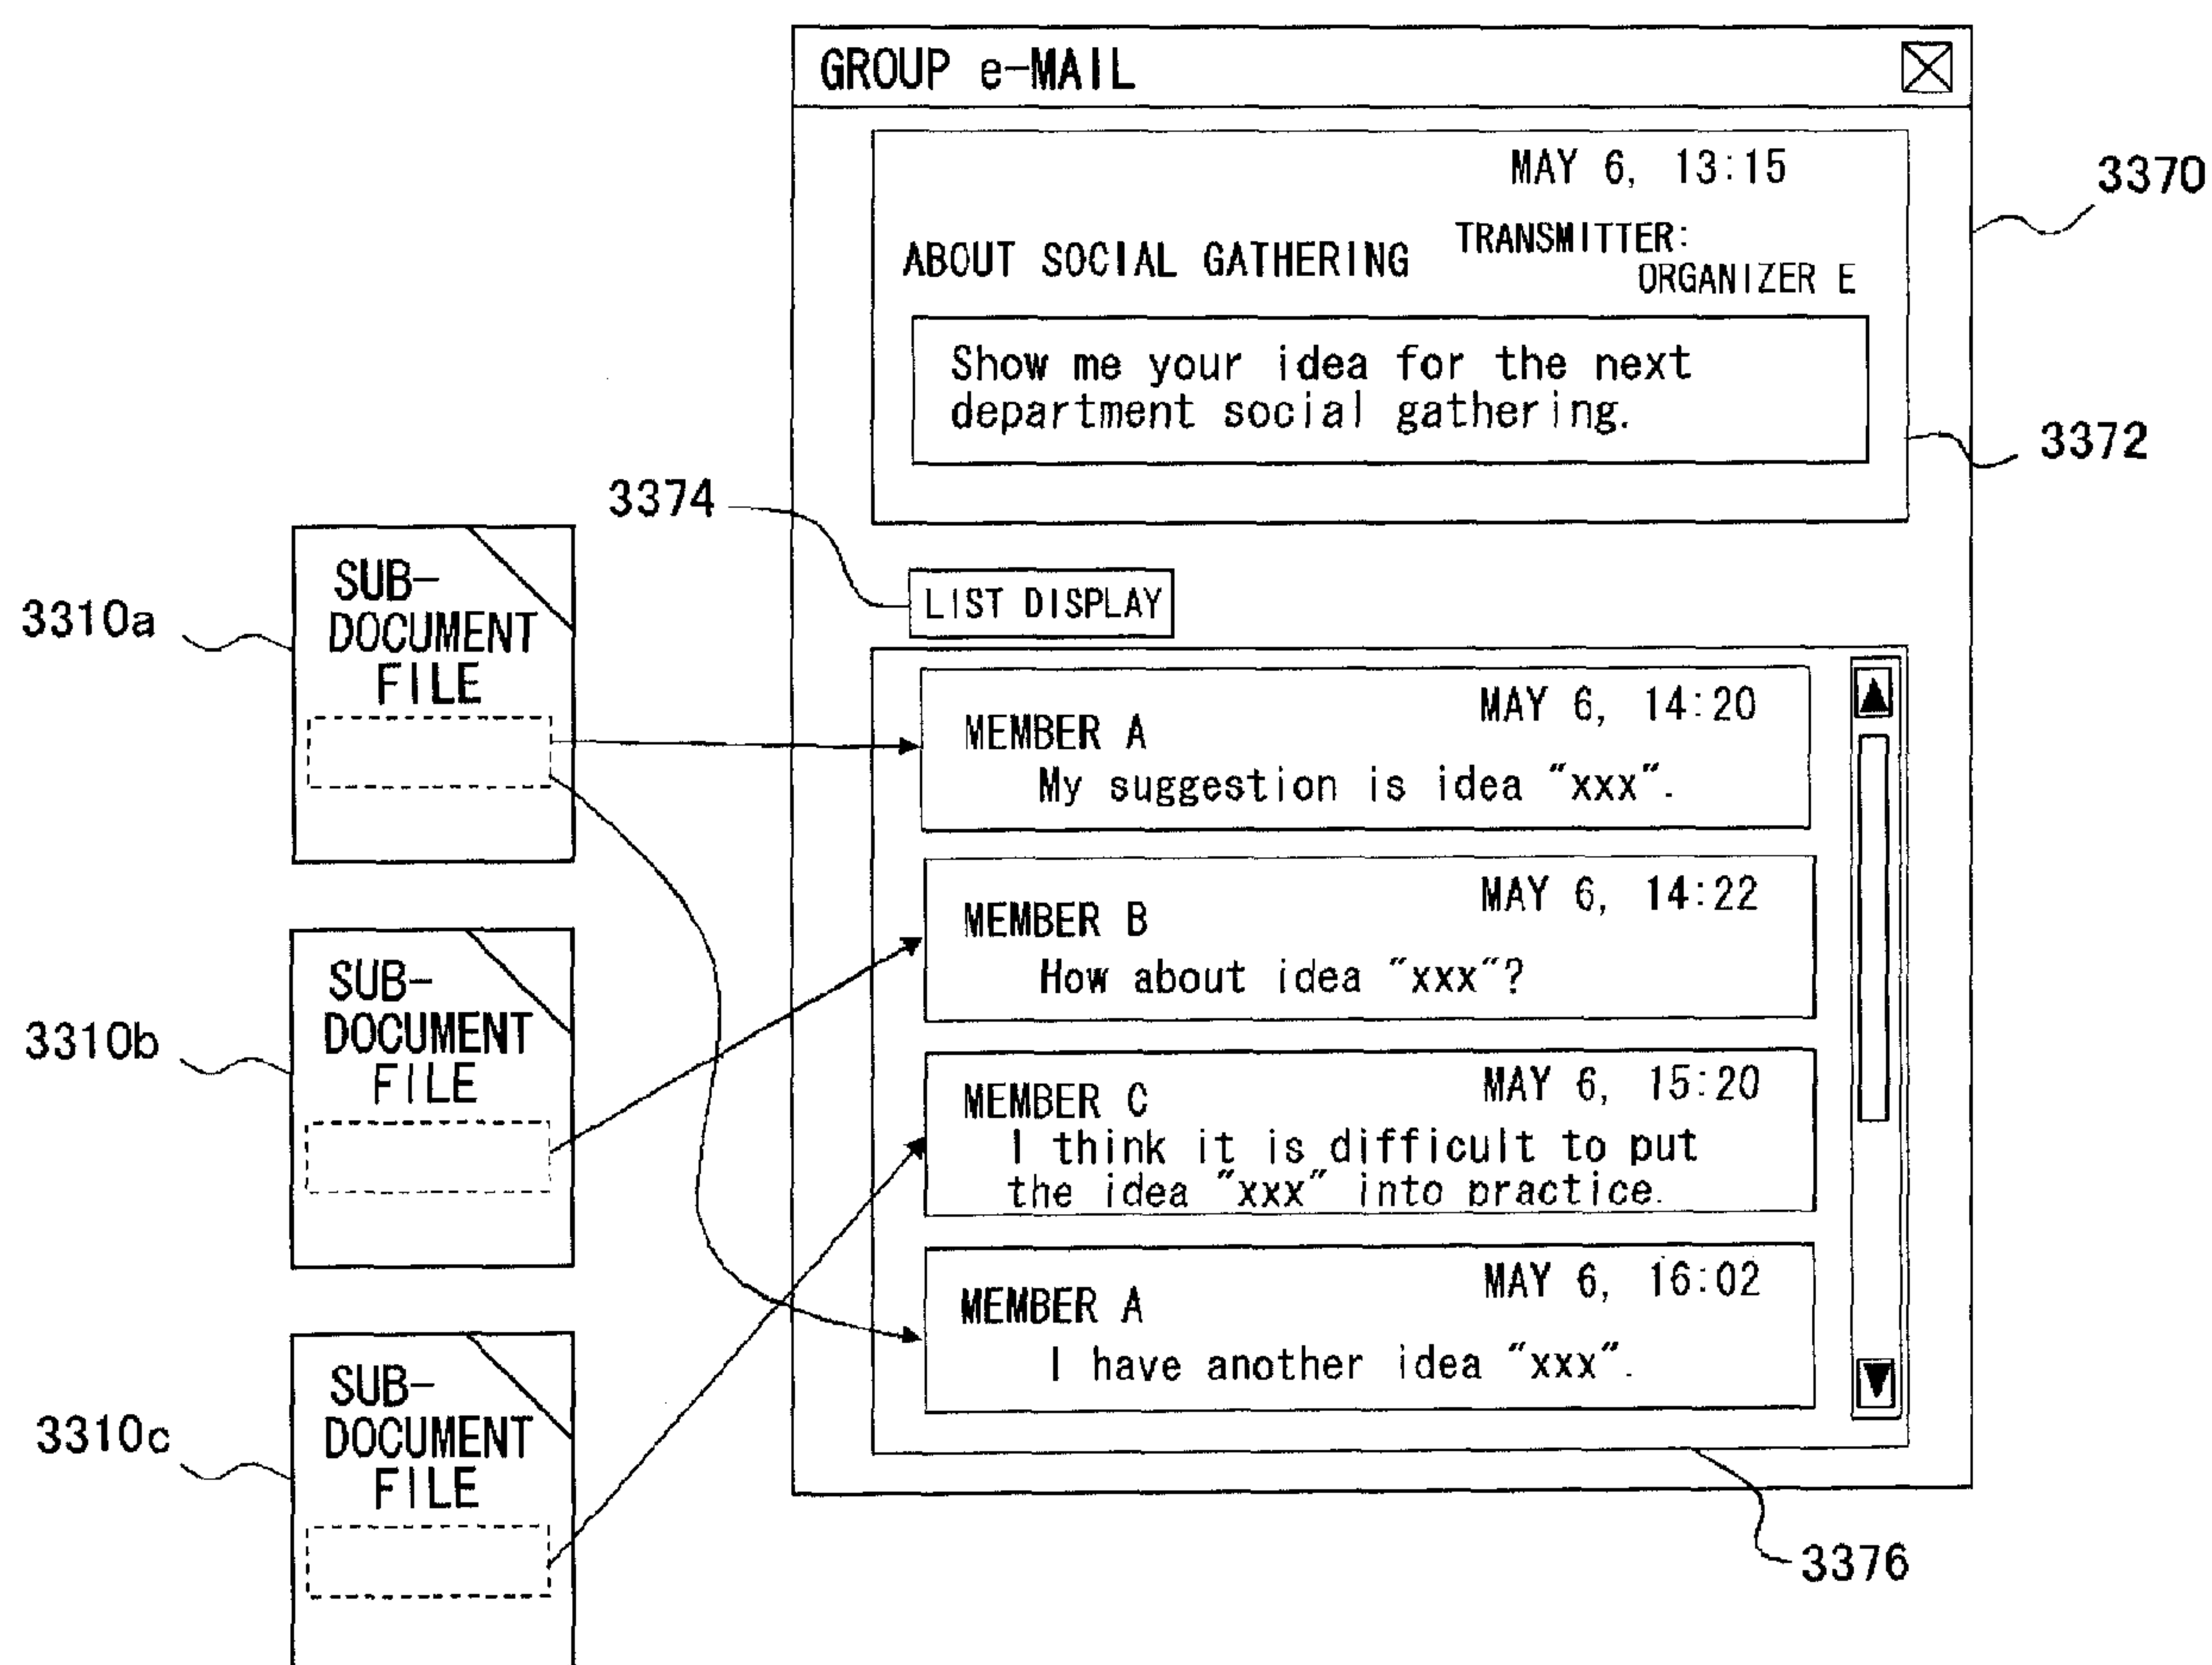 GROUP e-MAIL
MAY 6, 13:15
3370
ABOUT SOCIAL GATHERING
TRANSMITTER:
ORGANIZER E
Show me your idea for the next
department social gathering.
3372
3374
LIST DISPLAY
3310a
SUB-
DOCUMENT
FILE
MEMBER A
MAY 6, 14:20
My suggestion is idea "xxx".
3310b
SUB-
DOCUMENT
FILE
MEMBER B
MAY 6, 14:22
How about idea "xxx"?
MEMBER C
MAY 6, 15:20
I think it is difficult to put
the idea "xxx" into practice.
MEMBER A
MAY 6, 16:02
I have another idea "xxx".
3310c
SUB-
DOCUMENT
FILE
3376